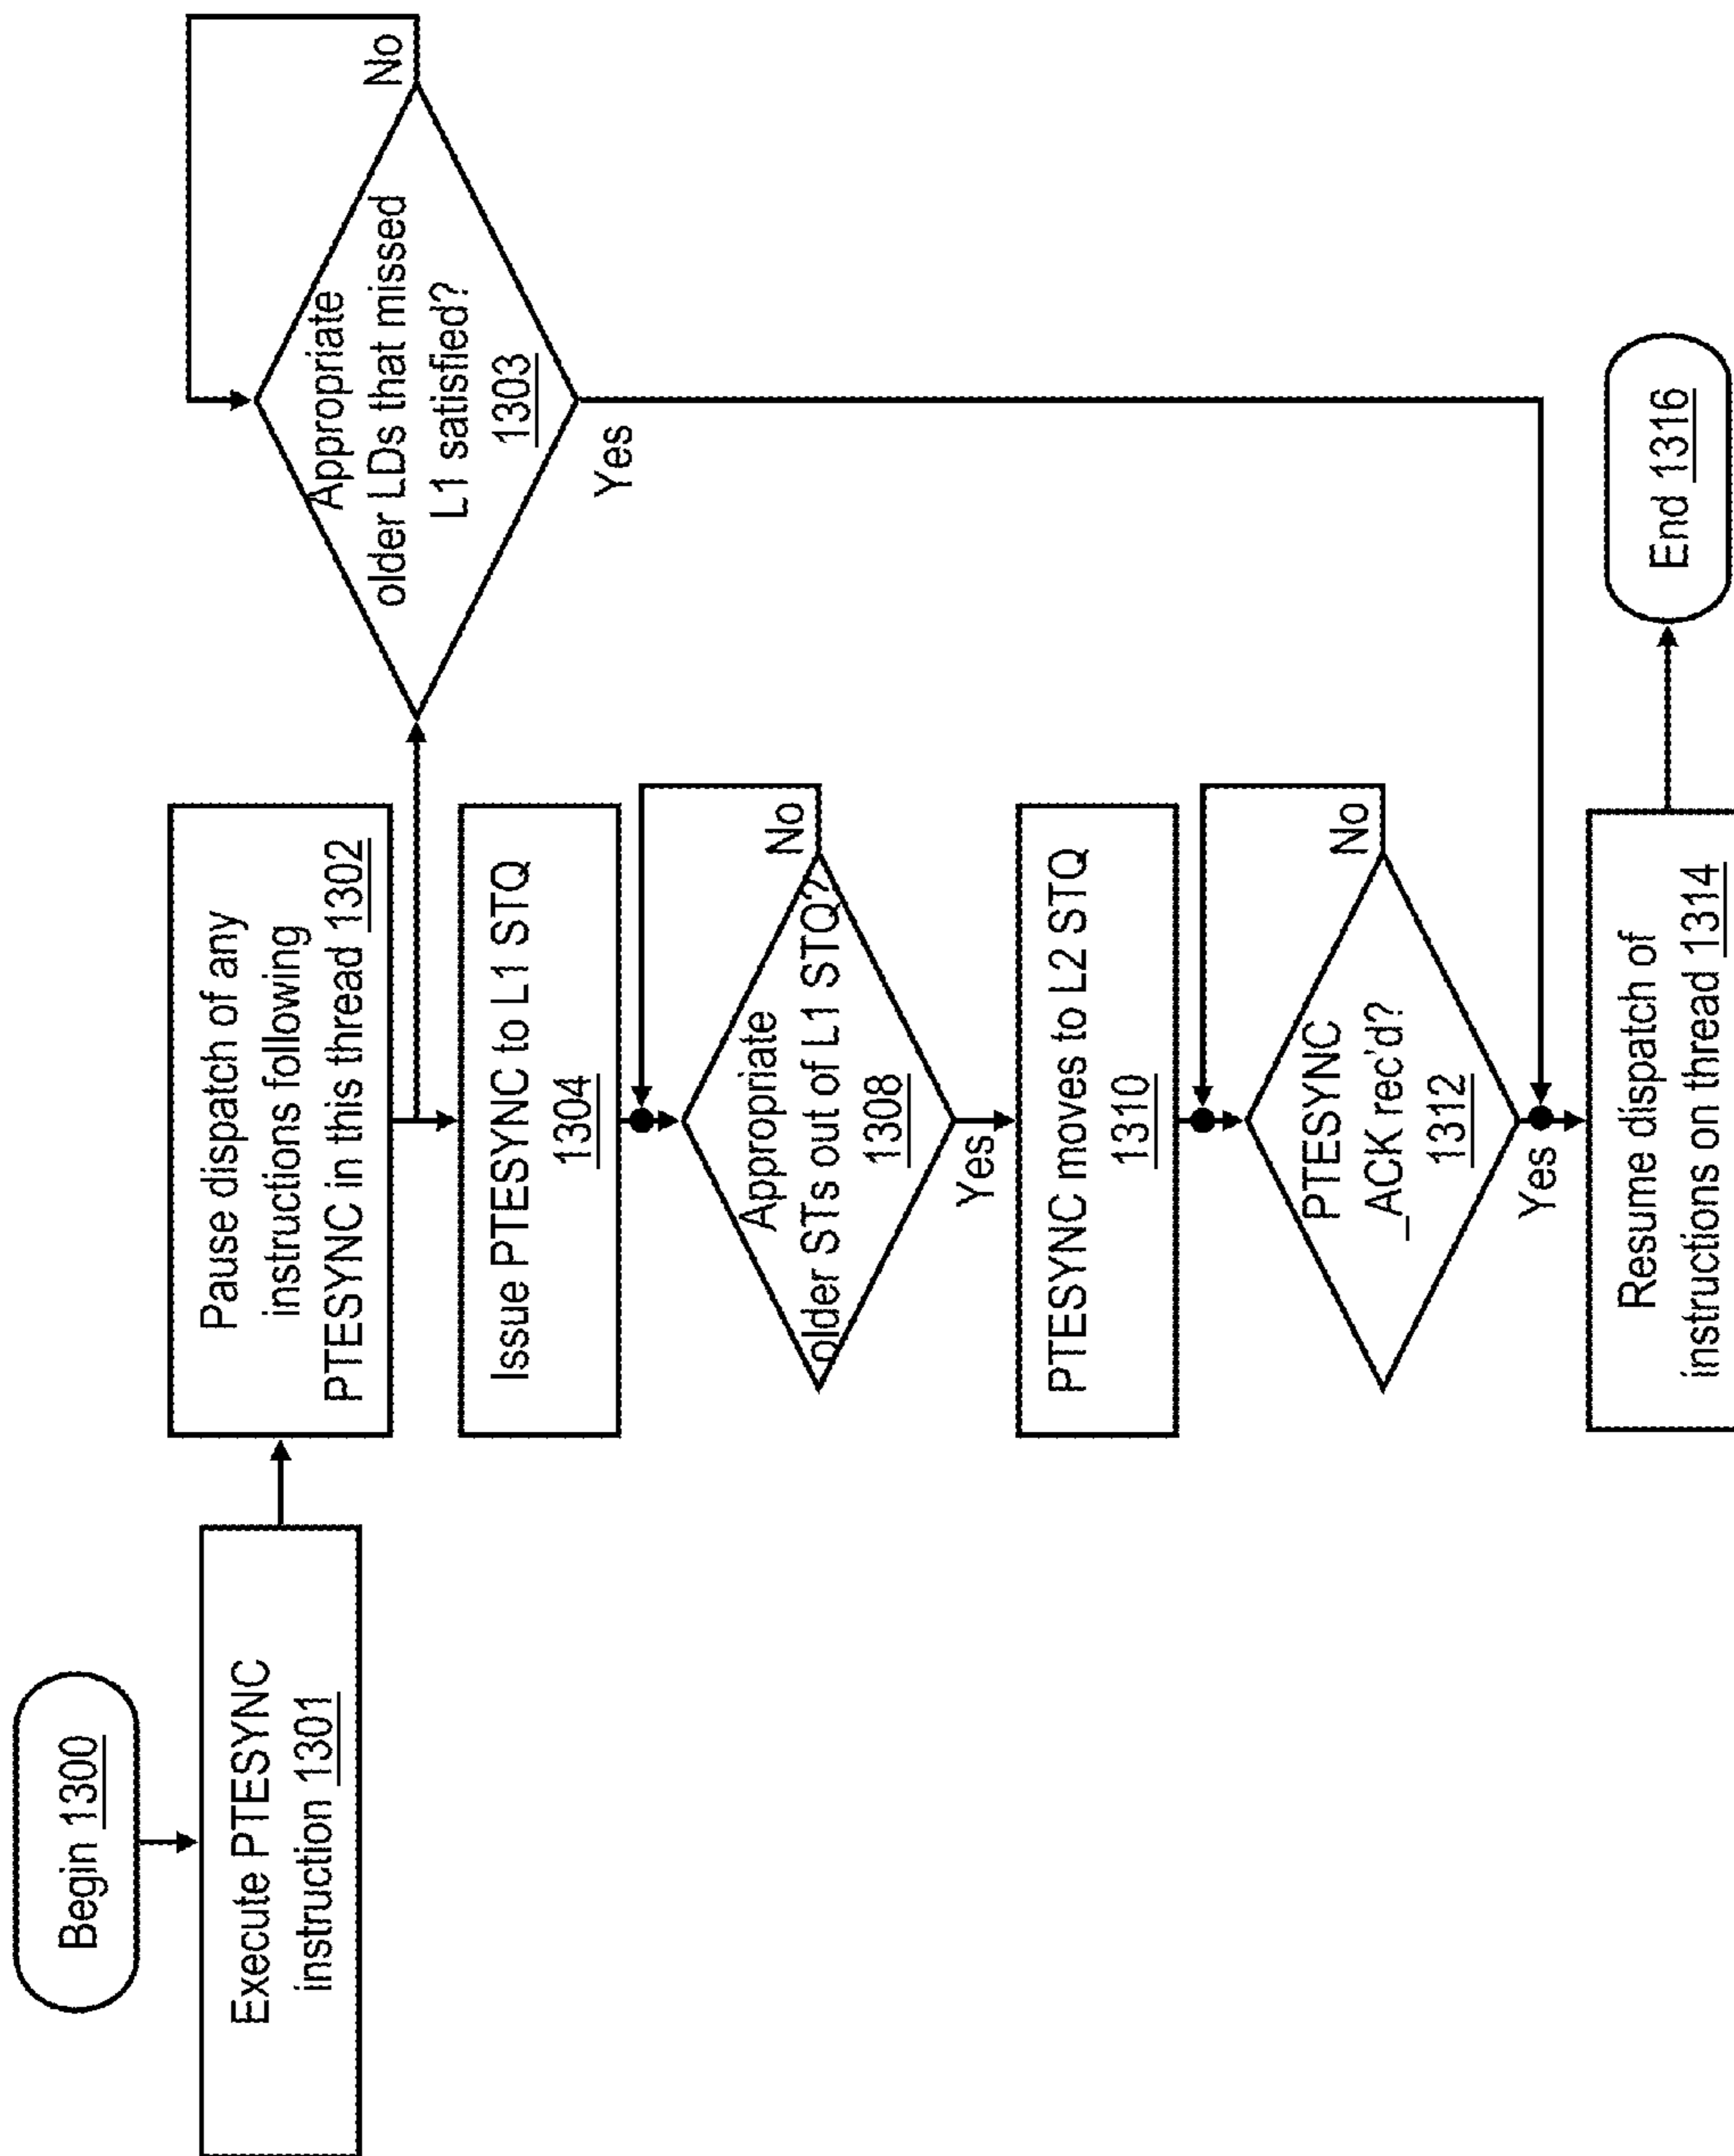 Begin 1300
Execute PTESYNC
instruction 1301
Pause dispatch of any
instructions following
PTESYNC in this thread 1302
Appropriate
older LDs that missed
L1 satisfied?
1303
No
Yes
Issue PTESYNC to L1 STQ
1304
Appropriate
older STs out of L1 STQ?
1308
No
Yes
PTESYNC moves to L2 STQ
1310
PTESYNC
_ACK rec'd?
1312
No
Yes
Resume dispatch of
instructions on thread 1314
End 1316